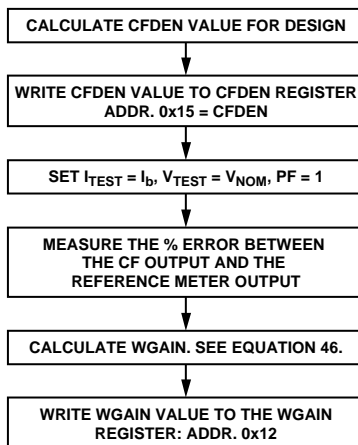 CALCULATE CFDEN VALUE FOR DESIGN
WRITE CFDEN VALUE TO CFDEN REGISTER
ADDR. 0x15 = CFDEN
SET ITEST = Ib, VTEST = VNOM, PF = 1
MEASURE THE % ERROR BETWEEN
THE CF OUTPUT AND THE
REFERENCE METER OUTPUT
CALCULATE WGAIN. SEE EQUATION 46.
WRITE WGAIN VALUE TO THE WGAIN
REGISTER: ADDR. 0x12